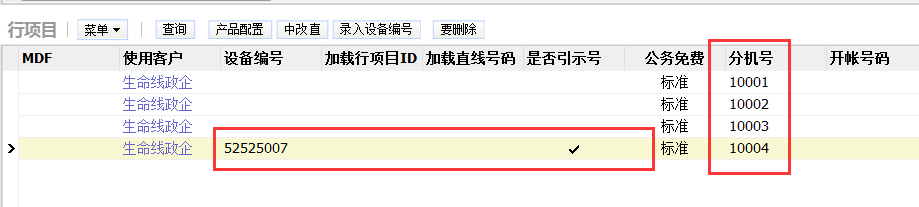 行项目 菜单 查询 产品配置 中改直 录入设备编号 要删除
MDF 使用客户 设备编号 加载行项目ID 加载直线号码 是否引示号 公务免费 分机号 开帐号码
生命线政企 标准 10001
生命线政企 标准 10002
生命线政企 标准 10003
生命线政企 52525007 标准 10004